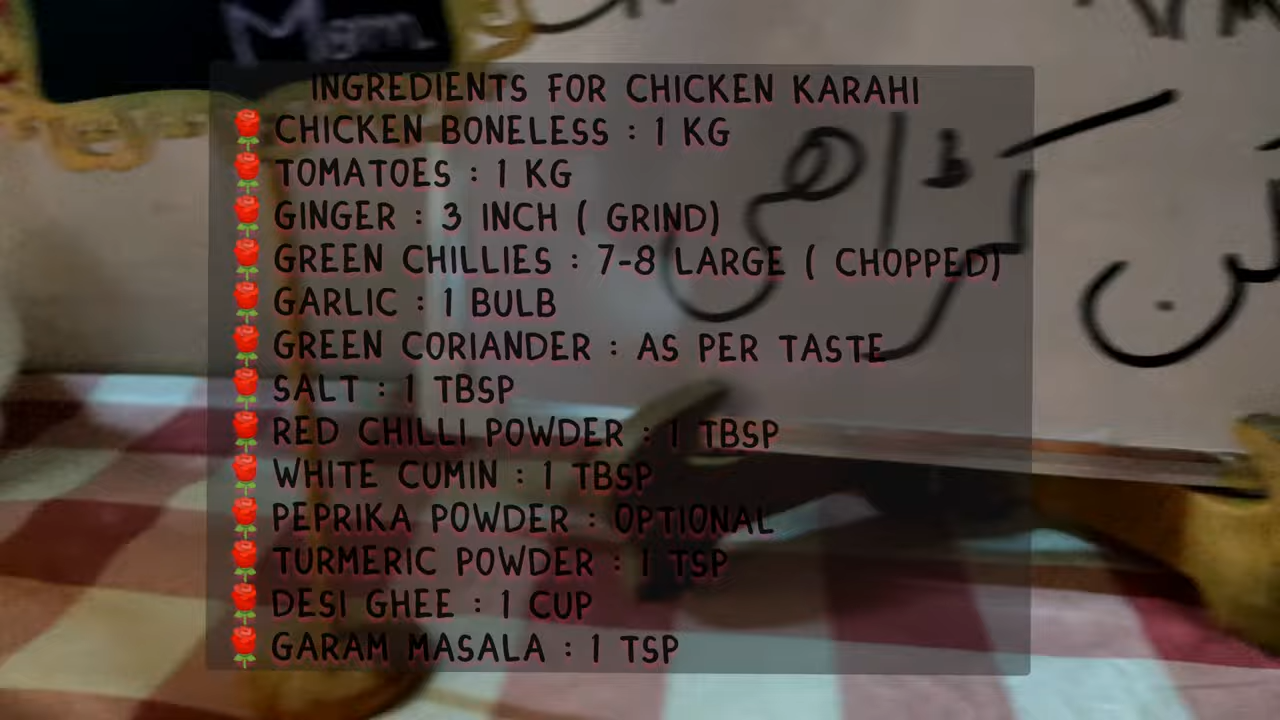 Mgm
INGREDIENTS FOR CHICKEN KARAHI
🌹 CHICKEN BONELESS : 1 KG
🌹 TOMATOES : 1 KG
🌹 GINGER : 3 INCH ( GRIND)
🌹 GREEN CHILLIES : 7-8 LARGE ( CHOPPED)
🌹 GARLIC : 1 BULB
🌹 GREEN CORIANDER : AS PER TASTE
🌹 SALT : 1 TBSP
🌹 RED CHILLI POWDER : 1 TBSP
🌹 WHITE CUMIN : 1 TBSP
🌹 PEPRIKA POWDER : OPTIONAL
🌹 TURMERIC POWDER : 1 TSP
🌹 DESI GHEE : 1 CUP
🌹 GARAM MASALA : 1 TSP
کڑاھی